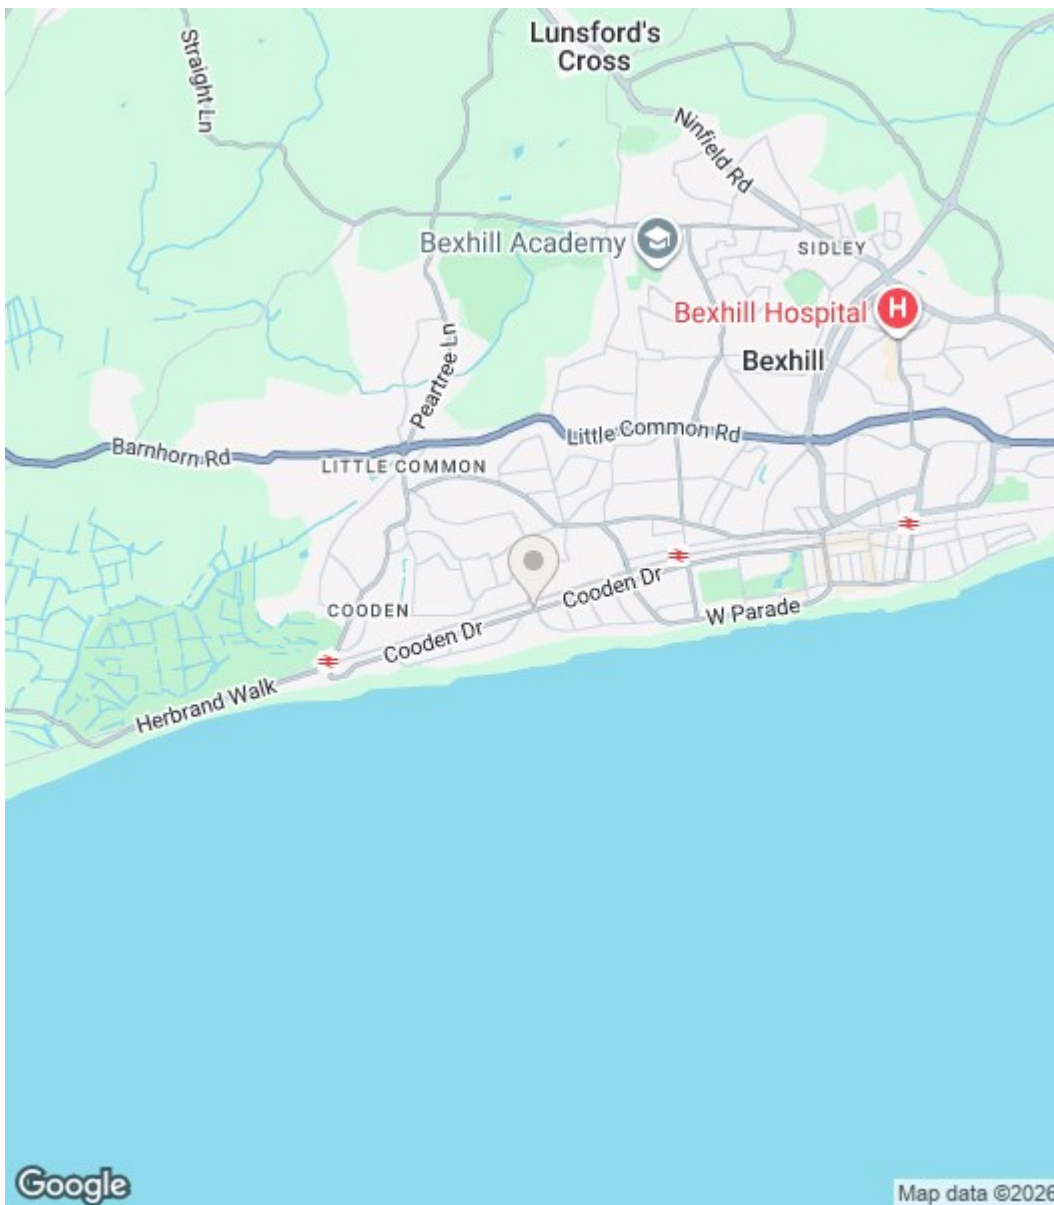 Lunsford's
Cross
Straight Ln
Ninfield Rd
Bexhill Academy
SIDLEY
Bexhill Hospital
H
Bexhill
Peartree Ln
Little Common Rd
Barnhorn Rd
LITTLE COMMON
Cooden Dr
COODEN
W Parade
Cooden Dr
Herbrand Walk
Google
Map data ©2026